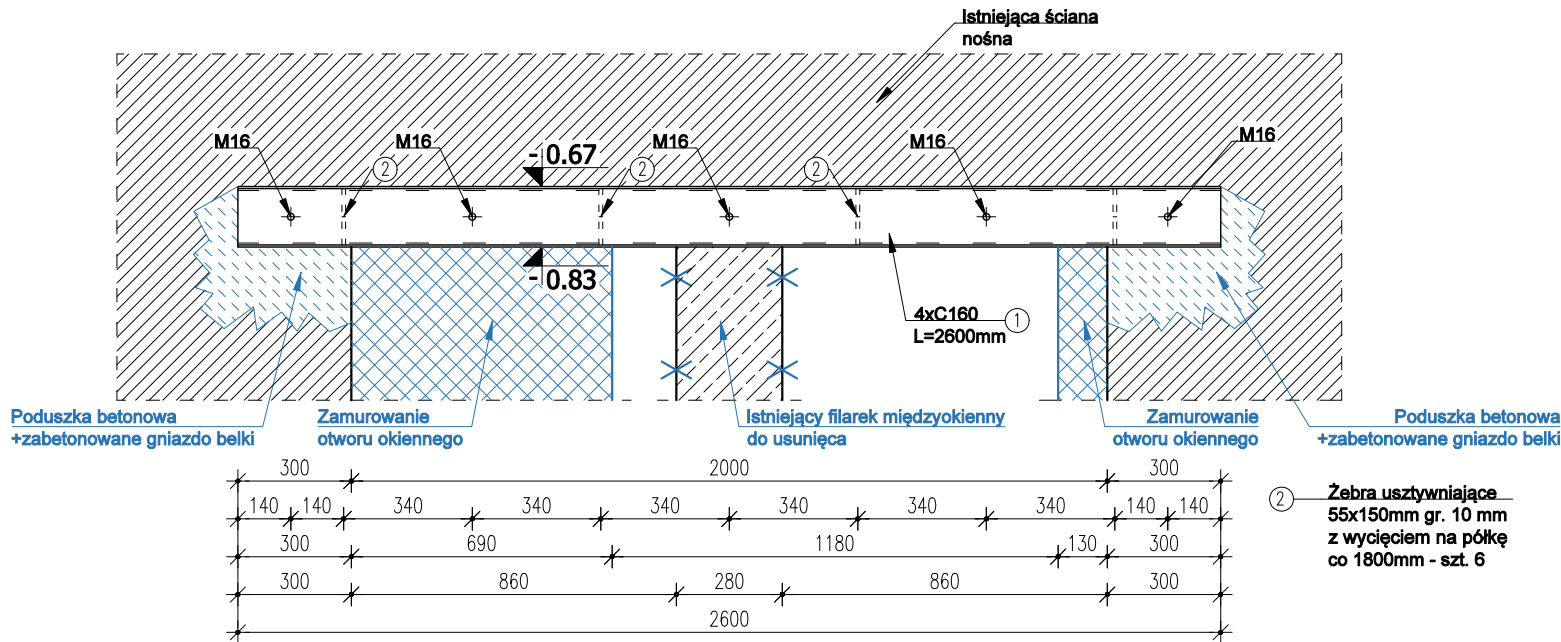 Istniejąca ściana
nośna
M16
M16
M16
M16
M16
2
2
2
- 0.67
- 0.83
4xC160
L=2600mm
1
Poduszka betonowa
+zabetonowane gniazdo belki
Zamurowanie
otworu okiennego
Istniejący filarek międzyokienny
do usunięca
Zamurowanie
otworu okiennego
Poduszka betonowa
+zabetonowane gniazdo belki
300 2000 300
140 140 340 340 340 340 340 340 140 140
300 690 1180 130 300
300 860 280 860 300
2600
2
Żebra usztywniające
55x150mm gr. 10 mm
z wycięciem na półkę
co 1800mm - szt. 6